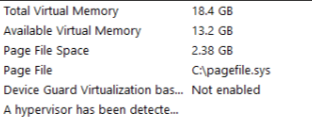 Total Virtual Memory 18.4 GB
Available Virtual Memory 13.2 GB
Page File Space 2.38 GB
Page File C:\pagefile.sys
Device Guard Virtualization bas... Not enabled
A hypervisor has been detecte...